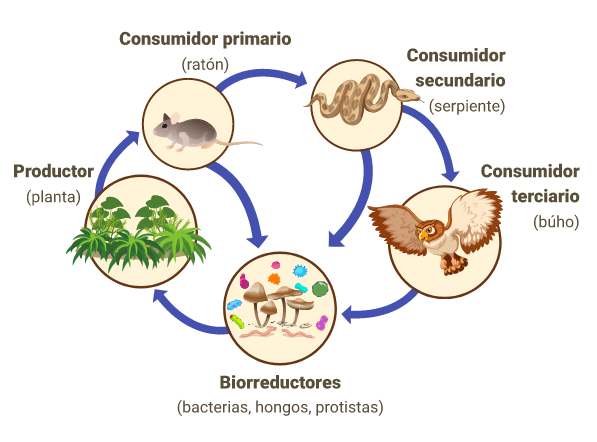 Consumidor primario
(ratón)
Consumidor
secundario
(serpiente)
Productor
(planta)
Consumidor
terciario
(búho)
Biorreductores
(bacterias, hongos, protistas)